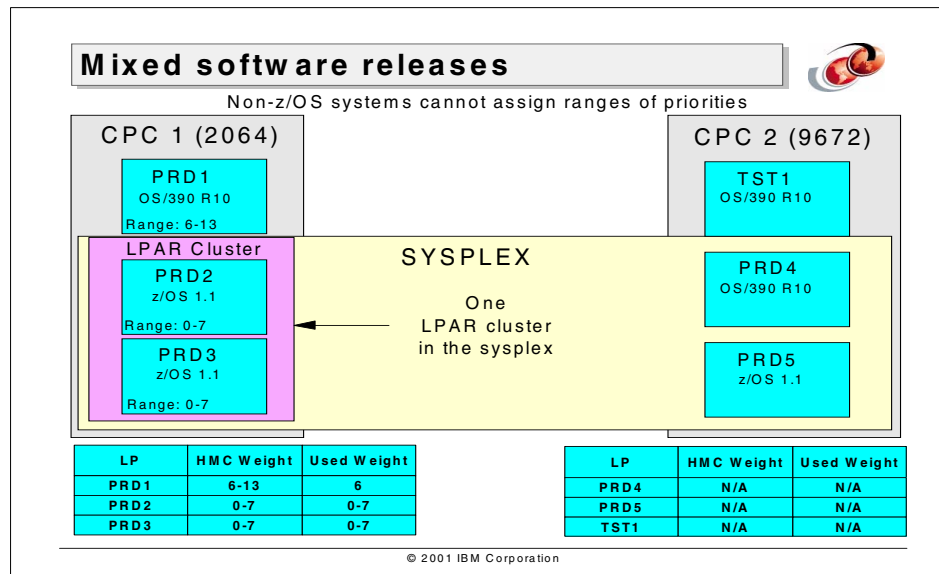 Mixed software releases
Non-z/OS systems cannot assign ranges of priorities
CPC 1 (2064)
PRD1
OS/390 R10
Range: 6-13
LPAR Cluster
PRD2
z/OS 1.1
Range: 0-7
PRD3
z/OS 1.1
Range: 0-7
SYSPLEX
One
LPAR cluster
in the sysplex
CPC 2 (9672)
TST1
OS/390 R10
PRD4
OS/390 R10
PRD5
z/OS 1.1
LP HMC Weight Used Weight
PRD1 6-13 6
PRD2 0-7 0-7
PRD3 0-7 0-7
LP HMC Weight Used Weight
PRD4 N/A N/A
PRD5 N/A N/A
TST1 N/A N/A
© 2001 IBM Corporation